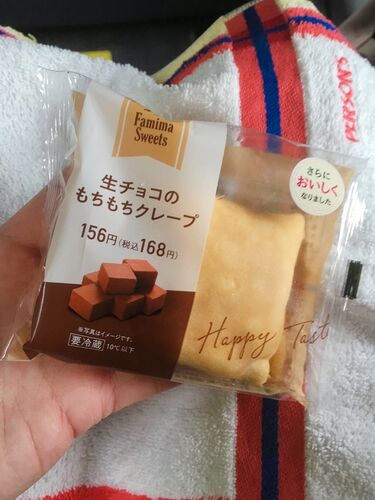 Famima
Sweets
生チョコの
もちもちクレープ
156円(税込168円)
※写真はイメージです。
要冷蔵 10℃以下
さらに
おいしく
なりました
Happy Tast
PERSON'S